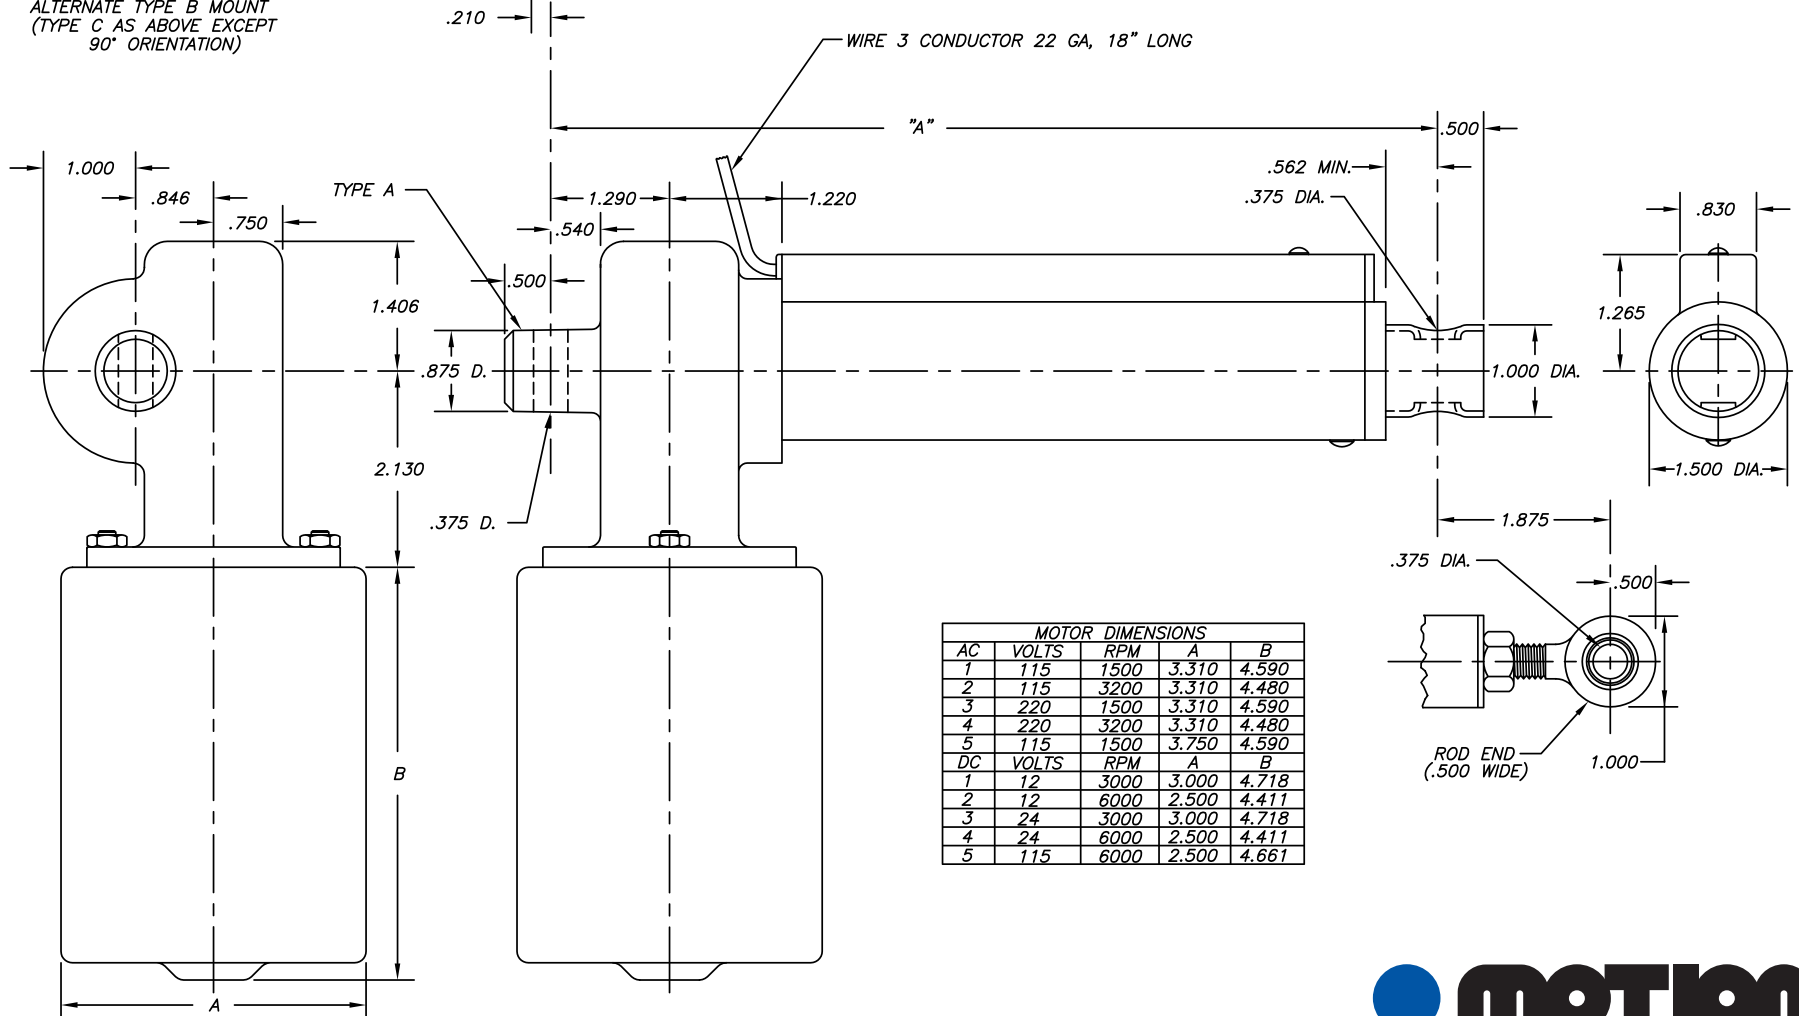 ALTERNATE TYPE B MOUNT
(TYPE C AS ABOVE EXCEPT
90° ORIENTATION)
.210
WIRE 3 CONDUCTOR 22 GA, 18" LONG
"A"
.500
1.000
.846
.750
TYPE A
1.290
1.220
.540
.500
.562 MIN.
.375 DIA.
.830
1.406
1.265
.875 D.
1.000 DIA.
2.130
1.500 DIA.
.375 D.
1.875
.375 DIA.
.500
MOTOR DIMENSIONS
AC VOLTS RPM A B
1 115 1500 3.310 4.590
2 115 3200 3.310 4.480
3 220 1500 3.310 4.590
4 220 3200 3.310 4.480
5 115 1500 3.750 4.590
DC VOLTS RPM A B
1 12 3000 3.000 4.718
2 12 6000 2.500 4.411
3 24 3000 3.000 4.718
4 24 6000 2.500 4.411
5 115 6000 2.500 4.661
ROD END
(.500 WIDE)
1.000
B
A
MOTION